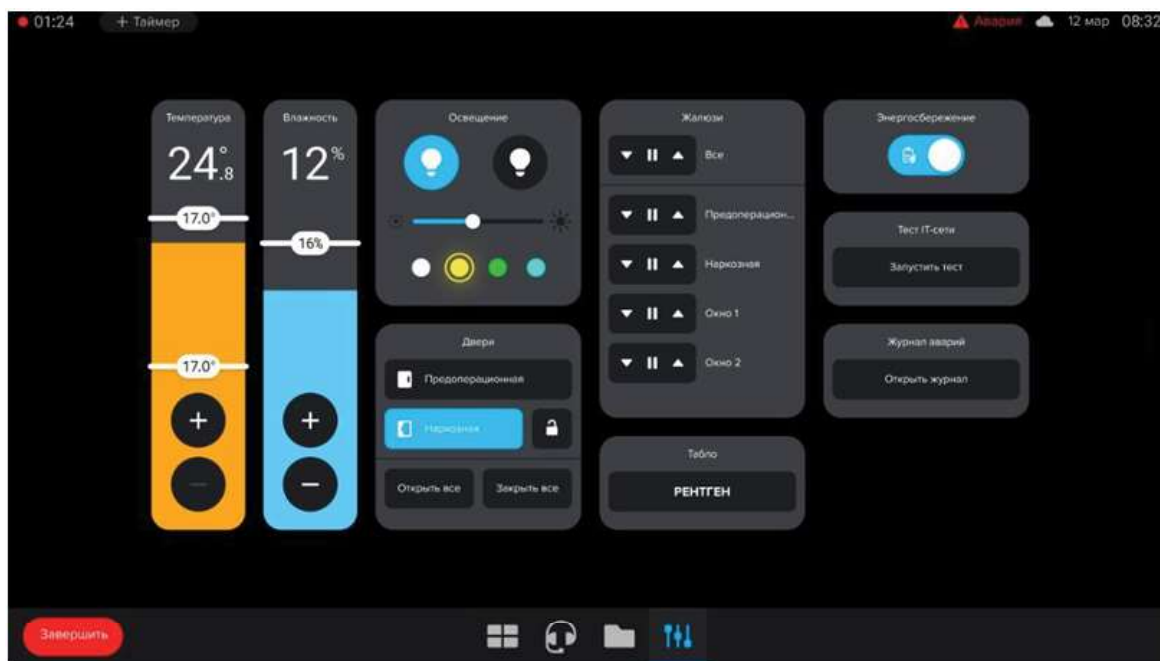 01:24 + Таймер Авария 12 мар 08:32
Температура
24.8°
17.0°
17.0°
+
−
Влажность
12%
16%
+
−
Освещение
Двери
Предоперационная
Наркозная
Открыть все Закрыть все
Жалюзи
Все
Предоперацион...
Наркозная
Окно 1
Окно 2
Табло
РЕНТГЕН
Энергосбережение
Тест IT-сети
Запустить тест
Журнал аварий
Открыть журнал
Завершить